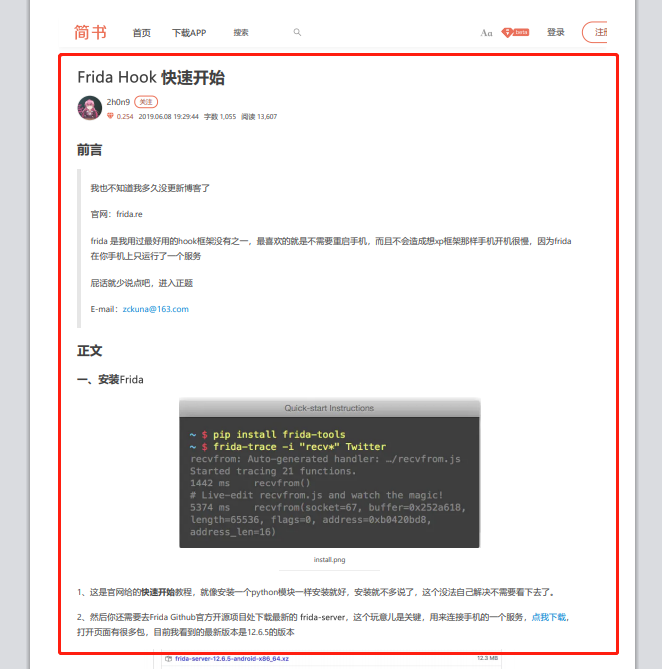 简书 首页 下载APP 搜索 Aa beta 登录 注册
Frida Hook 快速开始
2h0n9 关注
0.254 2019.06.08 19:29:44 字数 1,055 阅读 13,607
前言
我也不知道我多久没更新博客了
官网：frida.re
frida 是我用过最好用的hook框架没有之一，最喜欢的就是不需要重启手机，而且不会造成想xp框架那样手机开机很慢，因为frida
在你手机上只运行了一个服务
屁话就少说点吧，进入正题
E-mail：zckuna@163.com
正文
一、安装Frida
Quick-start Instructions
~ $ pip install frida-tools
~ $ frida-trace -i "recv*" Twitter
recvfrom: Auto-generated handler: …/recvfrom.js
Started tracing 21 functions.
1442 ms recvfrom()
# Live-edit recvfrom.js and watch the magic!
5374 ms recvfrom(socket=67, buffer=0x252a618,
length=65536, flags=0, address=0xb0420bd8,
address_len=16)
install.png
1、这是官网给的快速开始教程，就像安装一个python模块一样安装就好，安装就不多说了，这个没法自己解决不需要看下去了。
2、然后你还需要去Frida Github官方开源项目处下载最新的 frida-server，这个玩意儿是关键，用来连接手机的一个服务，点我下载，
打开页面有很多包，目前我看到的最新版本是12.6.5的版本
frida-server-12.6.5-android-x86_64.xz 12.3 MB